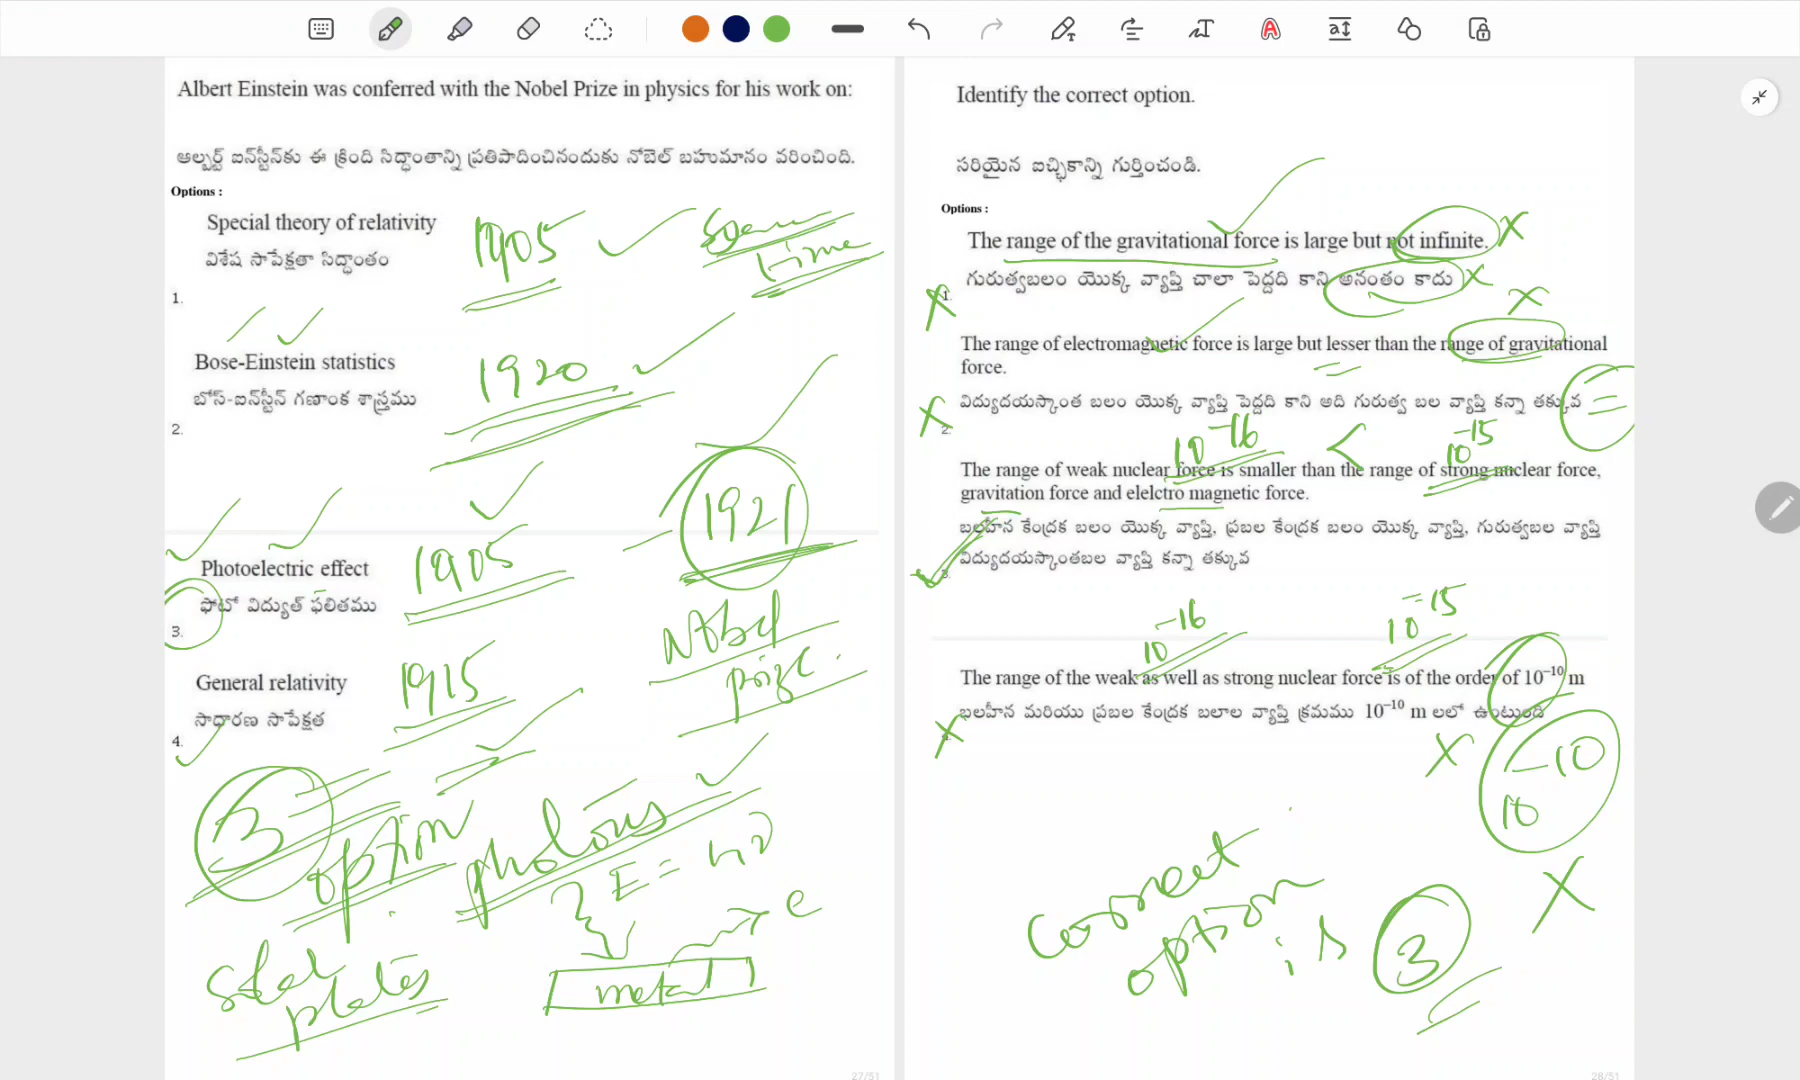 Albert Einstein was conferred with the Nobel Prize in physics for his work on:
ఆల్బర్ట్ ఐన్‌స్టీన్‌కు ఈ క్రింది సిద్ధాంతాన్ని ప్రతిపాదించినందుకు నోబెల్ బహుమానం వరించింది.
Options :
Special theory of relativity
విశేష సాపేక్షతా సిద్ధాంతం
1.
1905
time
Bose-Einstein statistics
బోస్-ఐన్‌స్టీన్ గణాంక శాస్త్రము
2.
1920
Photoelectric effect
ఫోటో విద్యుత్ ఫలితము
3.
1905
1921
Nobel
prize
General relativity
సాధారణ సాపేక్షత
4.
1915
3
option
photons
E = hν
e
metal
plates
27/51
Identify the correct option.
సరియైన ఐచ్ఛికాన్ని గుర్తించండి.
Options :
The range of the gravitational force is large but not infinite.
గురుత్వబలం యొక్క వ్యాప్తి చాలా పెద్దది కాని అనంతం కాదు
1.
The range of electromagnetic force is large but lesser than the range of gravitational
force.
విద్యుదయస్కాంత బలం యొక్క వ్యాప్తి పెద్దది కాని అది గురుత్వ బల వ్యాప్తి కన్నా తక్కువ
=
2.
10⁻¹⁶ < 10⁻¹⁵
The range of weak nuclear force is smaller than the range of strong nuclear force,
gravitation force and elelctro magnetic force.
బలహీన కేంద్రక బలం యొక్క వ్యాప్తి, ప్రబల కేంద్రక బలం యొక్క వ్యాప్తి, గురుత్వబల వ్యాప్తి
విద్యుదయస్కాంతబల వ్యాప్తి కన్నా తక్కువ
3.
10⁻¹⁶ 10⁻¹⁵
The range of the weak as well as strong nuclear force is of the order of 10⁻¹⁰ m
బలహీన మరియు ప్రబల కేంద్రక బలాల వ్యాప్తి క్రమము 10⁻¹⁰ m లలో ఉంటుంది
10⁻¹⁰
correct
option
is 3
28/51